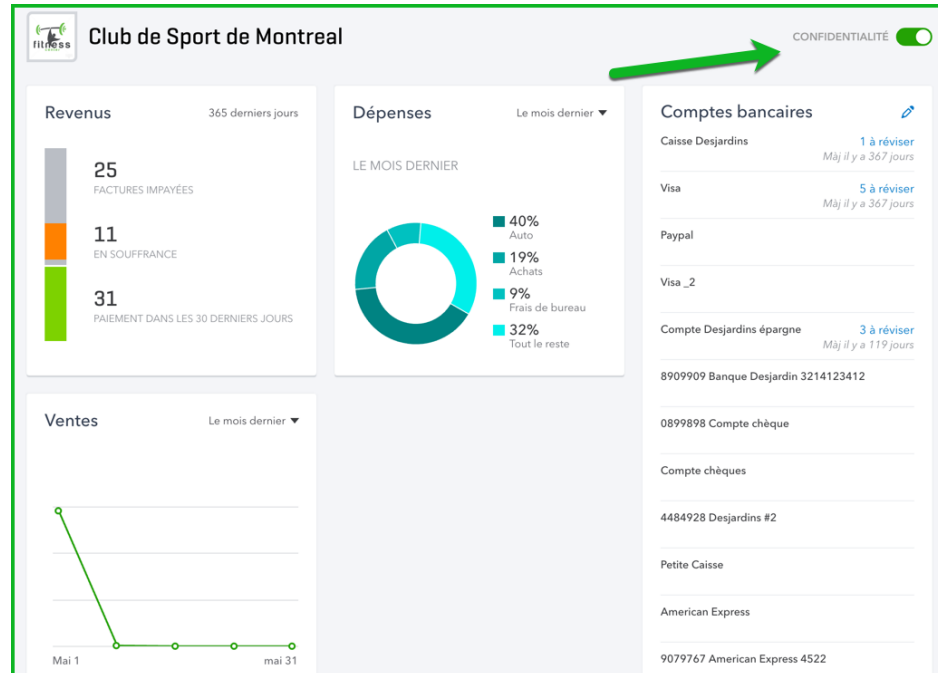 fitness
Club de Sport de Montreal
CONFIDENTIALITÉ
Revenus
365 derniers jours
25
FACTURES IMPAYÉES
11
EN SOUFFRANCE
31
PAIEMENT DANS LES 30 DERNIERS JOURS
Dépenses
Le mois dernier
LE MOIS DERNIER
40%
Auto
19%
Achats
9%
Frais de bureau
32%
Tout le reste
Comptes bancaires
Caisse Desjardins
1 à réviser
Màj il y a 367 jours
Visa
5 à réviser
Màj il y a 367 jours
Paypal
Visa _2
Compte Desjardins épargne
3 à réviser
Màj il y a 119 jours
8909909 Banque Desjardin 3214123412
0899898 Compte chèque
Compte chèques
4484928 Desjardins #2
Petite Caisse
American Express
9079767 American Express 4522
Ventes
Le mois dernier
Mai 1
mai 31